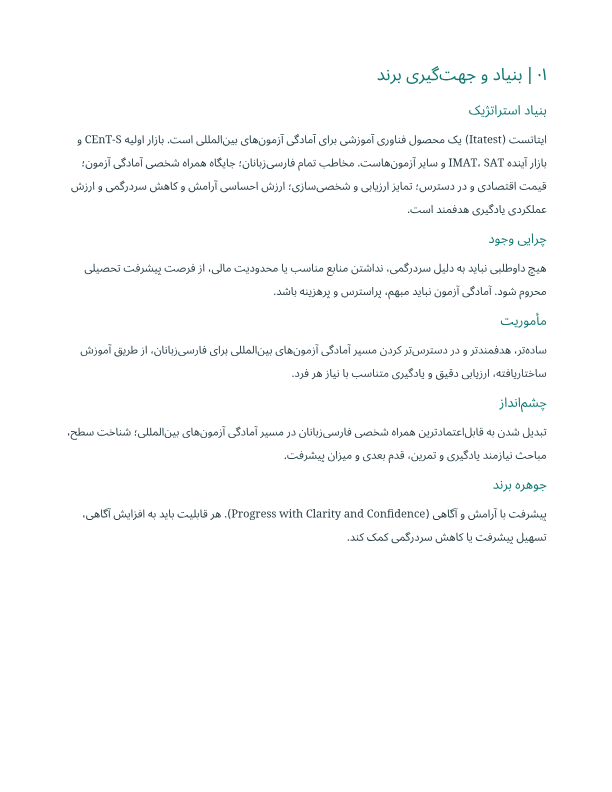 ۰۱ | بنیاد و جهت‌گیری برند
بنیاد استراتژیک
ایتاتست (Itatest) یک محصول فناوری آموزشی برای آمادگی آزمون‌های بین‌المللی است. بازار اولیه CEnT-S و
بازار آینده IMAT، SAT و سایر آزمون‌هاست. مخاطب تمام فارسی‌زبانان؛ جایگاه همراه شخصی آمادگی آزمون؛
قیمت اقتصادی و در دسترس؛ تمایز ارزیابی و شخصی‌سازی؛ ارزش احساسی آرامش و کاهش سردرگمی و ارزش
عملکردی یادگیری هدفمند است.
چرایی وجود
هیچ داوطلبی نباید به دلیل سردرگمی، نداشتن منابع مناسب یا محدودیت مالی، از فرصت پیشرفت تحصیلی
محروم شود. آمادگی آزمون نباید مبهم، پراسترس و پرهزینه باشد.
مأموریت
ساده‌تر، هدفمندتر و در دسترس‌تر کردن مسیر آمادگی آزمون‌های بین‌المللی برای فارسی‌زبانان، از طریق آموزش
ساختاریافته، ارزیابی دقیق و یادگیری متناسب با نیاز هر فرد.
چشم‌انداز
تبدیل شدن به قابل‌اعتمادترین همراه شخصی فارسی‌زبانان در مسیر آمادگی آزمون‌های بین‌المللی؛ شناخت سطح،
مباحث نیازمند یادگیری و تمرین، قدم بعدی و میزان پیشرفت.
جوهره برند
پیشرفت با آرامش و آگاهی (Progress with Clarity and Confidence). هر قابلیت باید به افزایش آگاهی،
تسهیل پیشرفت یا کاهش سردرگمی کمک کند.